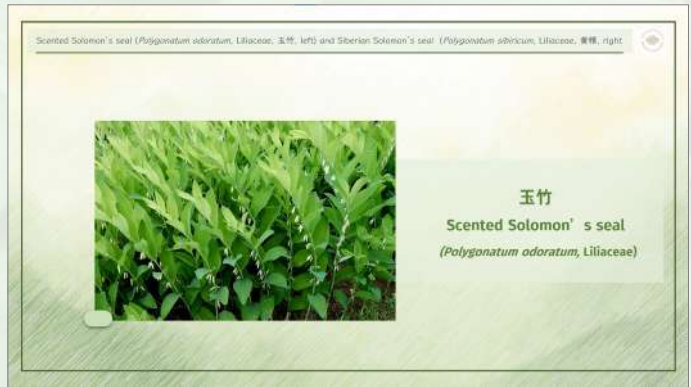 Scented Solomon's seal (Polygonatum odoratum, Liliaceae, 玉竹, left) and Siberian Solomon's seal (Polygonatum sibiricum, Liliaceae, 黄精, right
玉竹
Scented Solomon’s seal
(Polygonatum odoratum, Liliaceae)